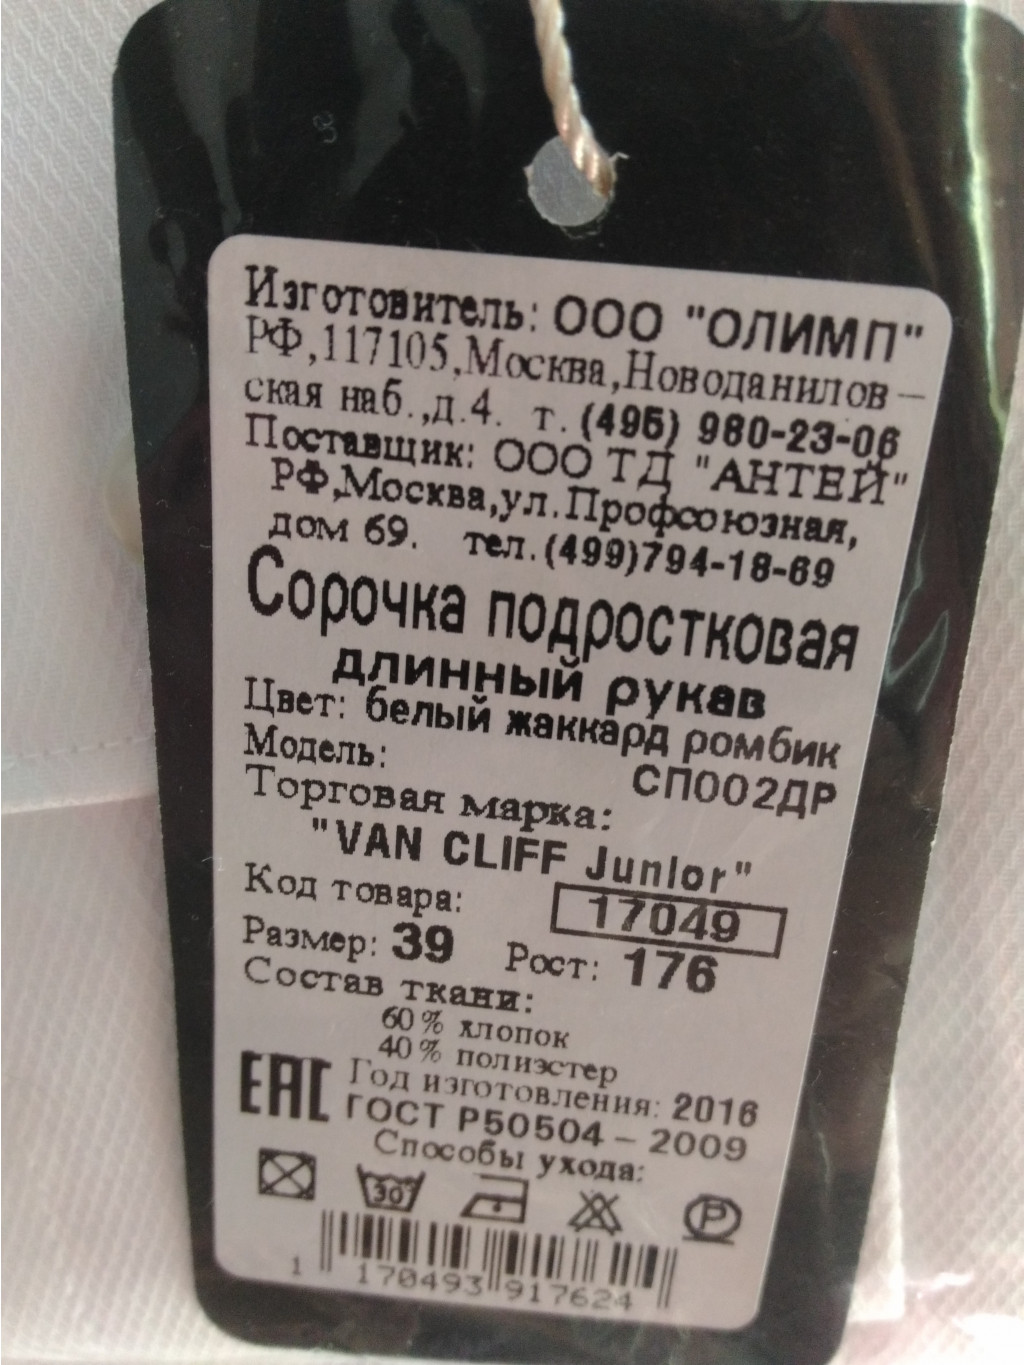 Изготовитель: ООО "ОЛИМП"
РФ,117105,Москва,Новоданилов-
ская наб.,д.4. т. (495) 980-23-06
Поставщик: ООО ТД "АНТЕЙ"
РФ,Москва,ул.Профсоюзная,
дом 69. тел.(499)794-18-69
Сорочка подростковая
длинный рукав
Цвет: белый жаккард ромбик
Модель: СП002ДР
Торговая марка:
"VAN CLIFF Junior"
Код товара: 17049
Размер: 39 Рост: 176
Состав ткани:
60% хлопок
40% полиэстер
ЕАС Год изготовления: 2016
ГОСТ Р50504-2009
Способы ухода:
30 P
1 170493 917624